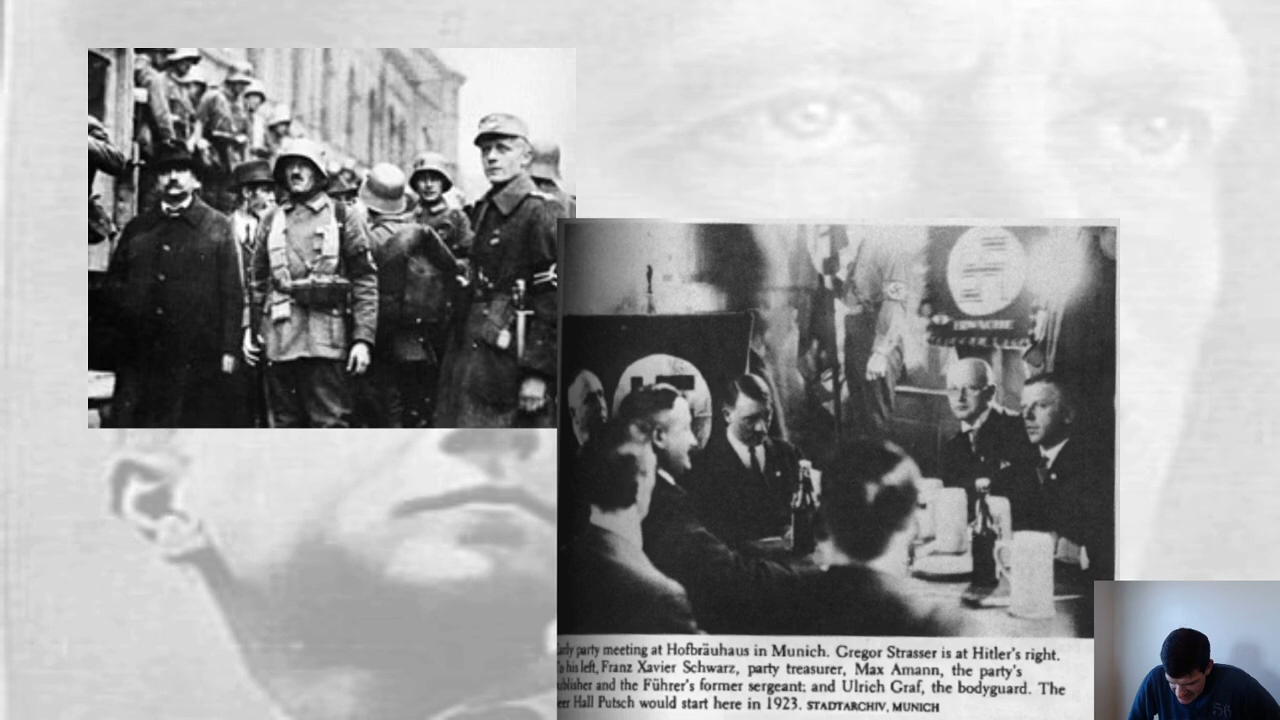 ERWACHE
party meeting at Hofbräuhaus in Munich. Gregor Strasser is at Hitler's right.
his left, Franz Xavier Schwarz, party treasurer, Max Amann, the party's
and the Führer's former sergeant; and Ulrich Graf, the bodyguard. The
Hall Putsch would start here in 1923. STADTARCHIV, MUNICH